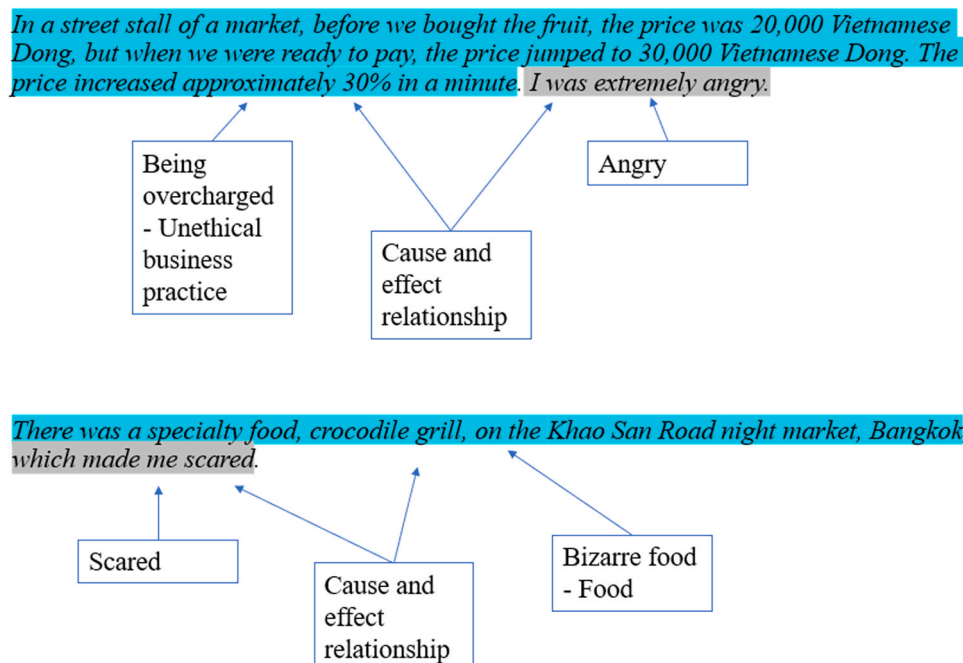 In a street stall of a market, before we bought the fruit, the price was 20,000 Vietnamese
Dong, but when we were ready to pay, the price jumped to 30,000 Vietnamese Dong. The
price increased approximately 30% in a minute. I was extremely angry.
Being
overcharged
- Unethical
business
practice
Cause and
effect
relationship
Angry
There was a specialty food, crocodile grill, on the Khao San Road night market, Bangkok
which made me scared.
Scared
Cause and
effect
relationship
Bizarre food
- Food